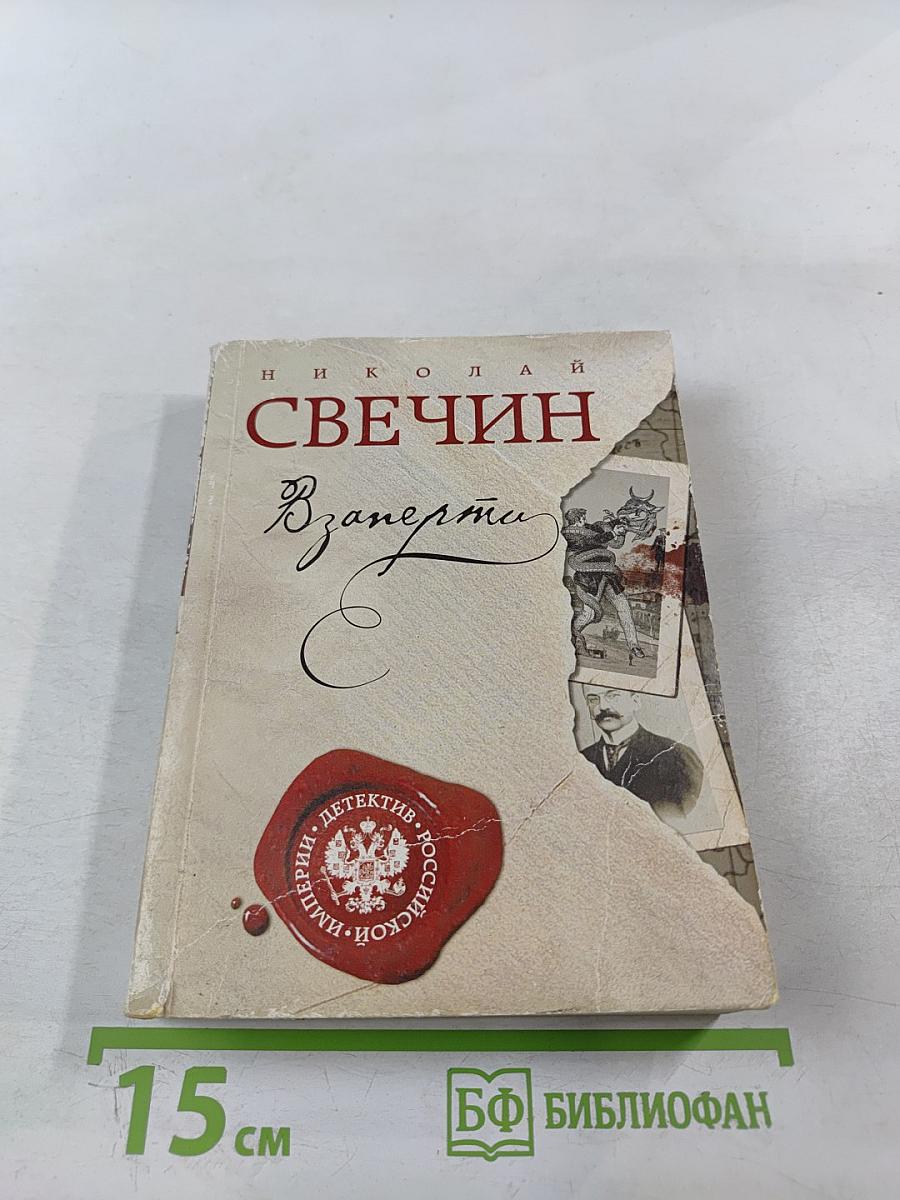 НИКОЛАЙ
СВЕЧИН
Взаперти
ДЕТЕКТИВ • РОССИЙСКОЙ • ИМПЕРИИ •
15 см
БФ БИБЛИОФАН